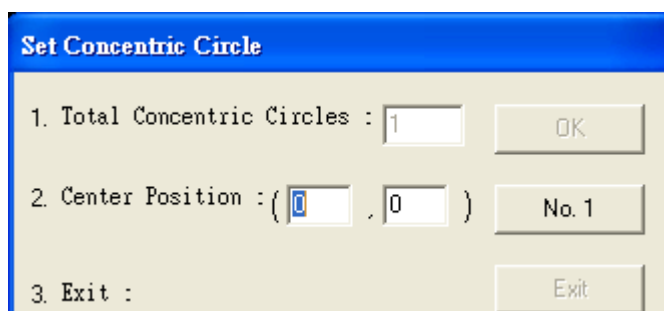 Set Concentric Circle
1. Total Concentric Circles : 1 OK
2. Center Position : ( 0 , 0 ) No. 1
3. Exit : Exit